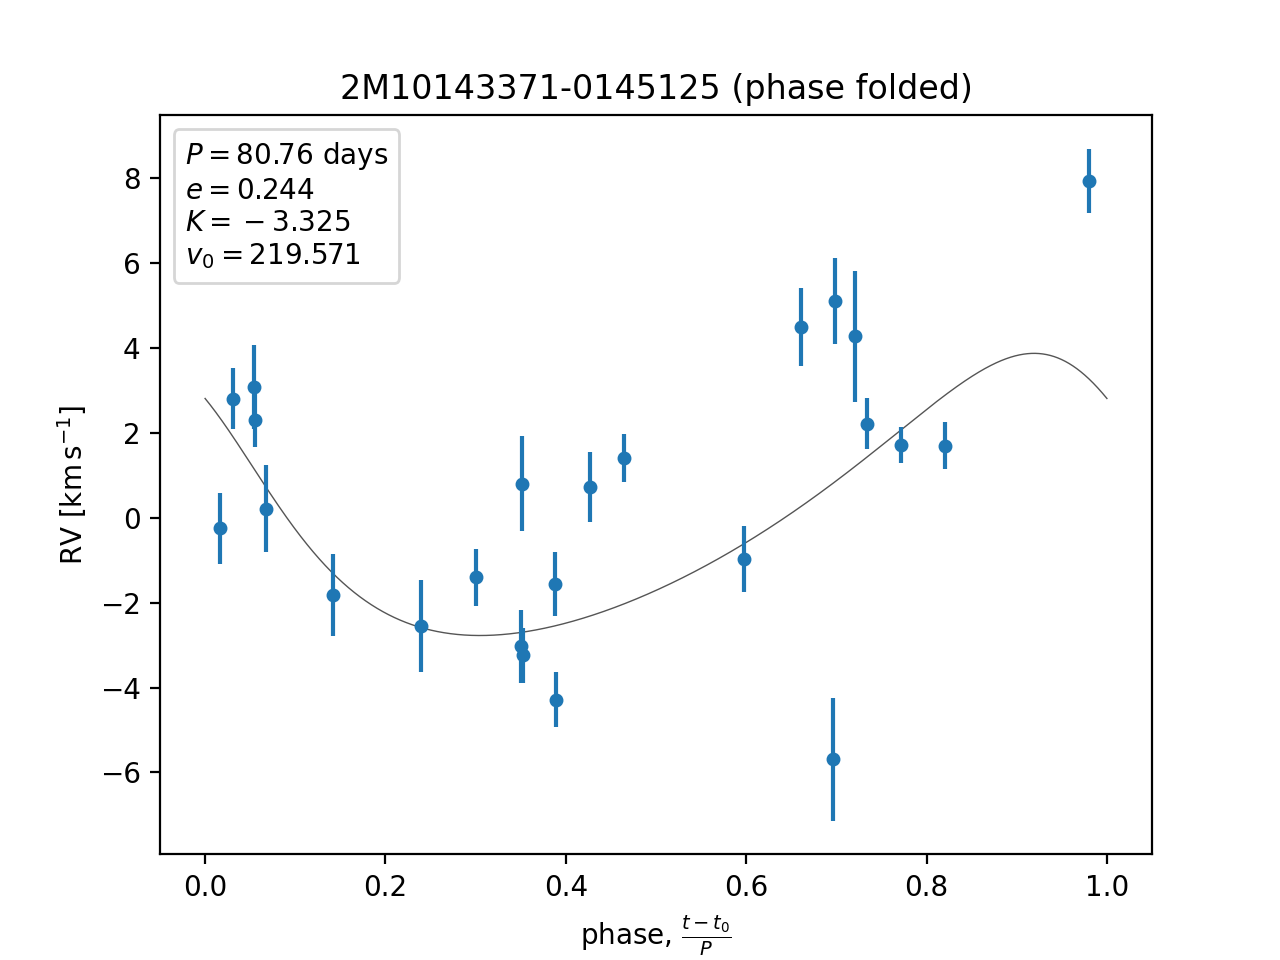 2M10143371-0145125 (phase folded)
P = 80.76 days
e = 0.244
K = −3.325
v₀ = 219.571
8
6
4
2
0
−2
−4
−6
RV [km s⁻¹]
0.0 0.2 0.4 0.6 0.8 1.0
phase, (t − t₀)/P